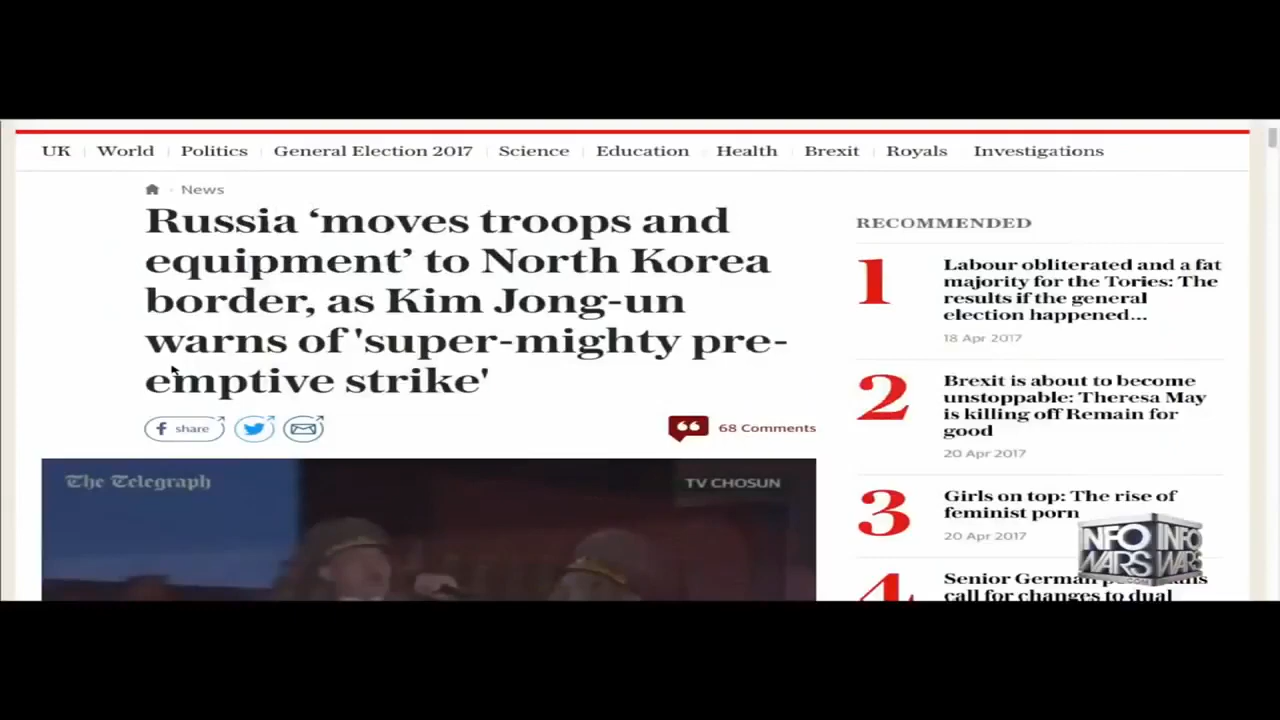 UK World Politics General Election 2017 Science Education Health Brexit Royals Investigations
News
Russia ‘moves troops and
equipment’ to North Korea
border, as Kim Jong-un
warns of 'super-mighty pre-
emptive strike'
share
68 Comments
The Telegraph
TV CHOSUN
RECOMMENDED
1
Labour obliterated and a fat
majority for the Tories: The
results if the general
election happened...
18 Apr 2017
2
Brexit is about to become
unstoppable: Theresa May
is killing off Remain for
good
20 Apr 2017
3
Girls on top: The rise of
feminist porn
20 Apr 2017
4
Senior German
call for changes to dual
INFO
WARS
INFO
WARS
.COM